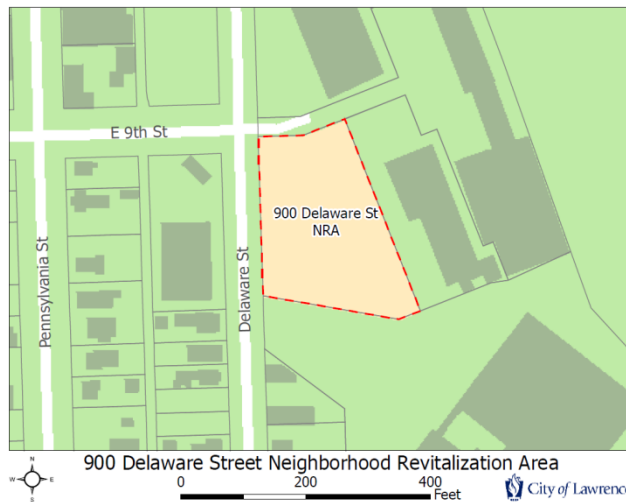 E 9th St
900 Delaware St
NRA
Pennsylvania St
Delaware St
900 Delaware Street Neighborhood Revitalization Area
N
W
E
S
0
200
400
Feet
City of Lawrence